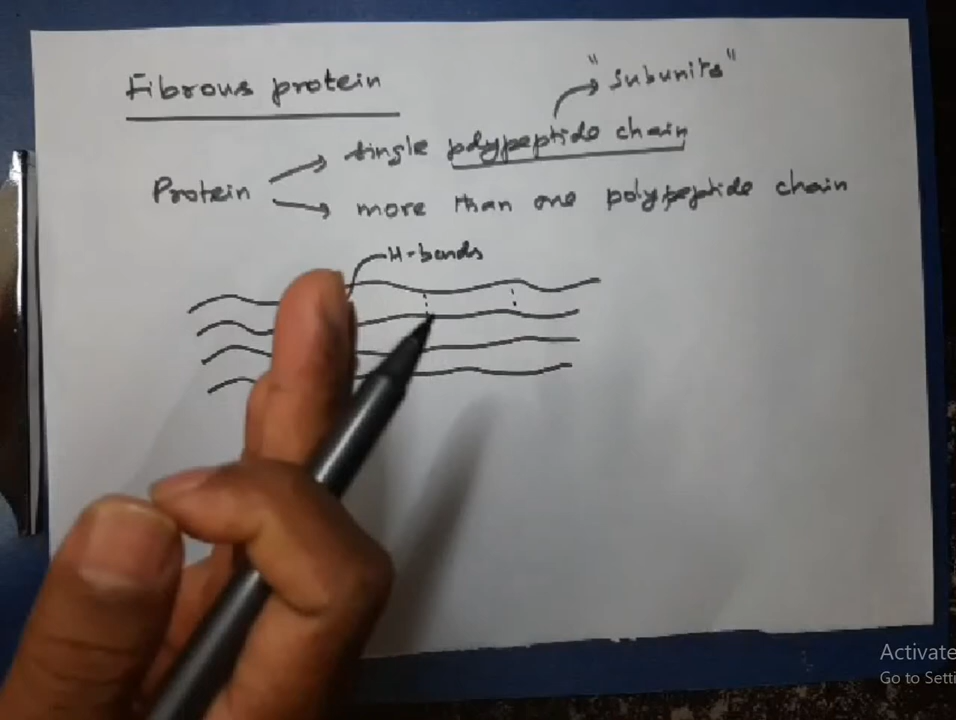 Fibrous protein
"subunits"
single polypeptide chain
Protein
more than one polypeptide chain
H-bonds
Activate
Go to Setti